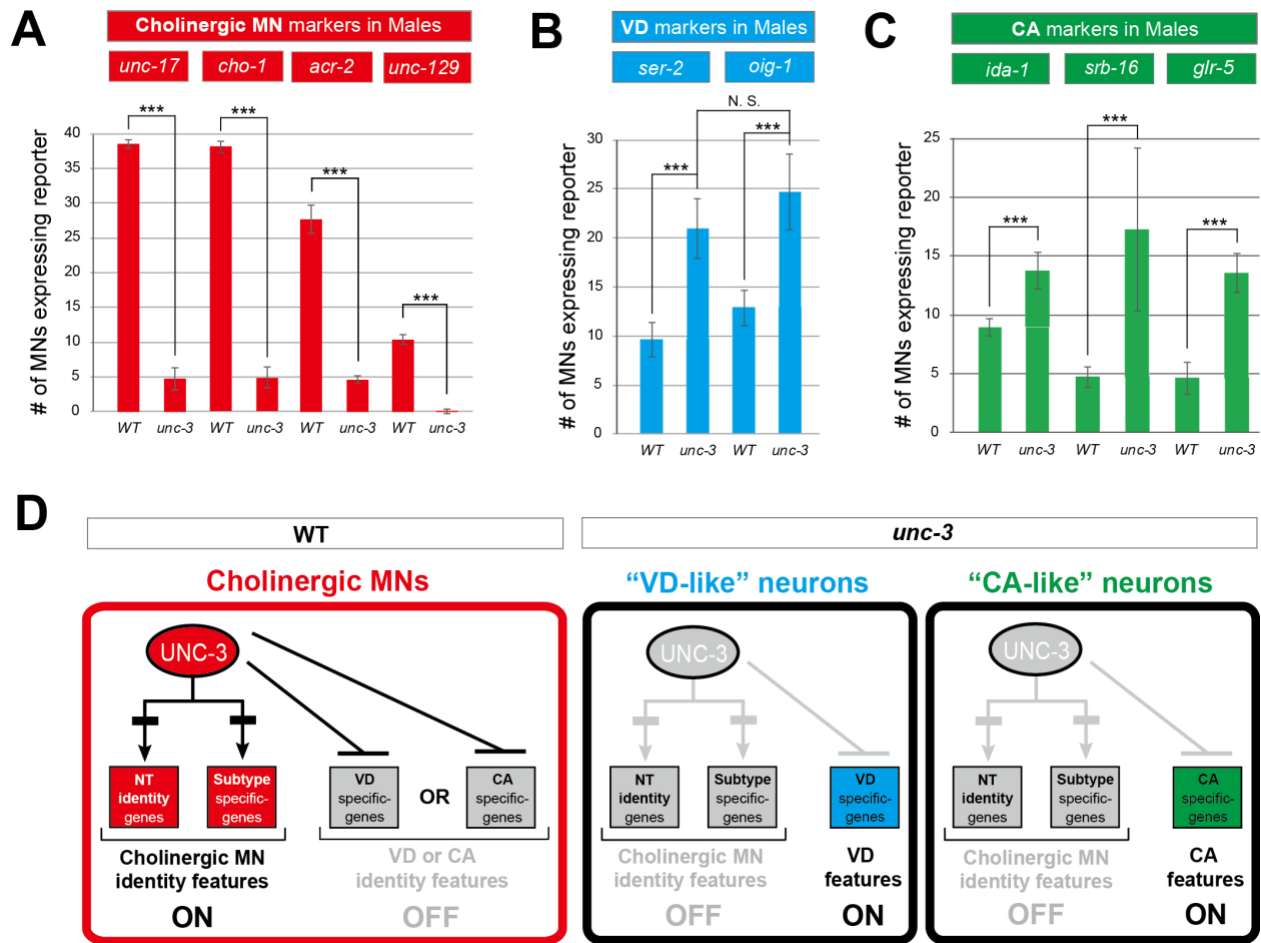 A
Cholinergic MN markers in Males
unc-17 cho-1 acr-2 unc-129
# of MNs expressing reporter
40
35
30
25
20
15
10
5
0
*** *** *** ***
WT unc-3 WT unc-3 WT unc-3 WT unc-3
B
VD markers in Males
ser-2 oig-1
# of MNs expressing reporter
30
25
20
15
10
5
0
N. S.
*** ***
WT unc-3 WT unc-3
C
CA markers in Males
ida-1 srb-16 glr-5
# of MNs expressing reporter
25
20
15
10
5
0
*** *** ***
WT unc-3 WT unc-3 WT unc-3
D
WT
Cholinergic MNs
UNC-3
NT
identity
genes
Subtype
specific-
genes
VD
specific-
genes
OR
CA
specific-
genes
Cholinergic MN
identity features
ON
VD or CA
identity features
OFF
unc-3
“VD-like” neurons
UNC-3
NT
identity
genes
Subtype
specific-
genes
VD
specific-
genes
Cholinergic MN
identity features
OFF
VD
features
ON
“CA-like” neurons
UNC-3
NT
identity
genes
Subtype
specific-
genes
CA
specific-
genes
Cholinergic MN
identity features
OFF
CA
features
ON